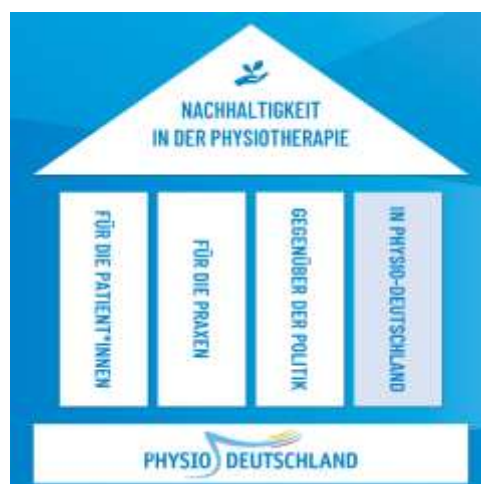 NACHHALTIGKEIT
IN DER PHYSIOTHERAPIE
FÜR DIE PATIENT*INNEN
FÜR DIE PRAXEN
GEGENÜBER DER POLITIK
IN PHYSIO-DEUTSCHLAND
PHYSIO DEUTSCHLAND